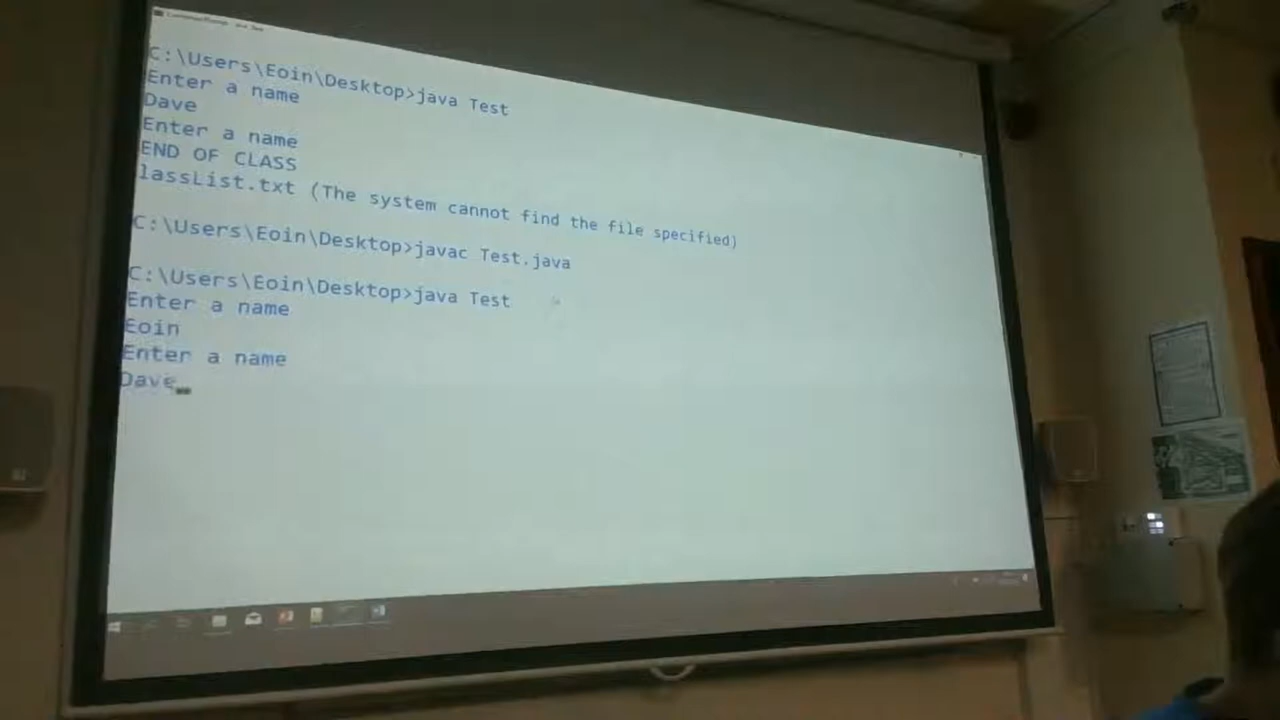 C:\Users\Eoin\Desktop>java Test
Enter a name
Dave
Enter a name
END OF CLASS
lassList.txt (The system cannot find the file specified)
C:\Users\Eoin\Desktop>javac Test.java
C:\Users\Eoin\Desktop>java Test
Enter a name
Eoin
Enter a name
Dave